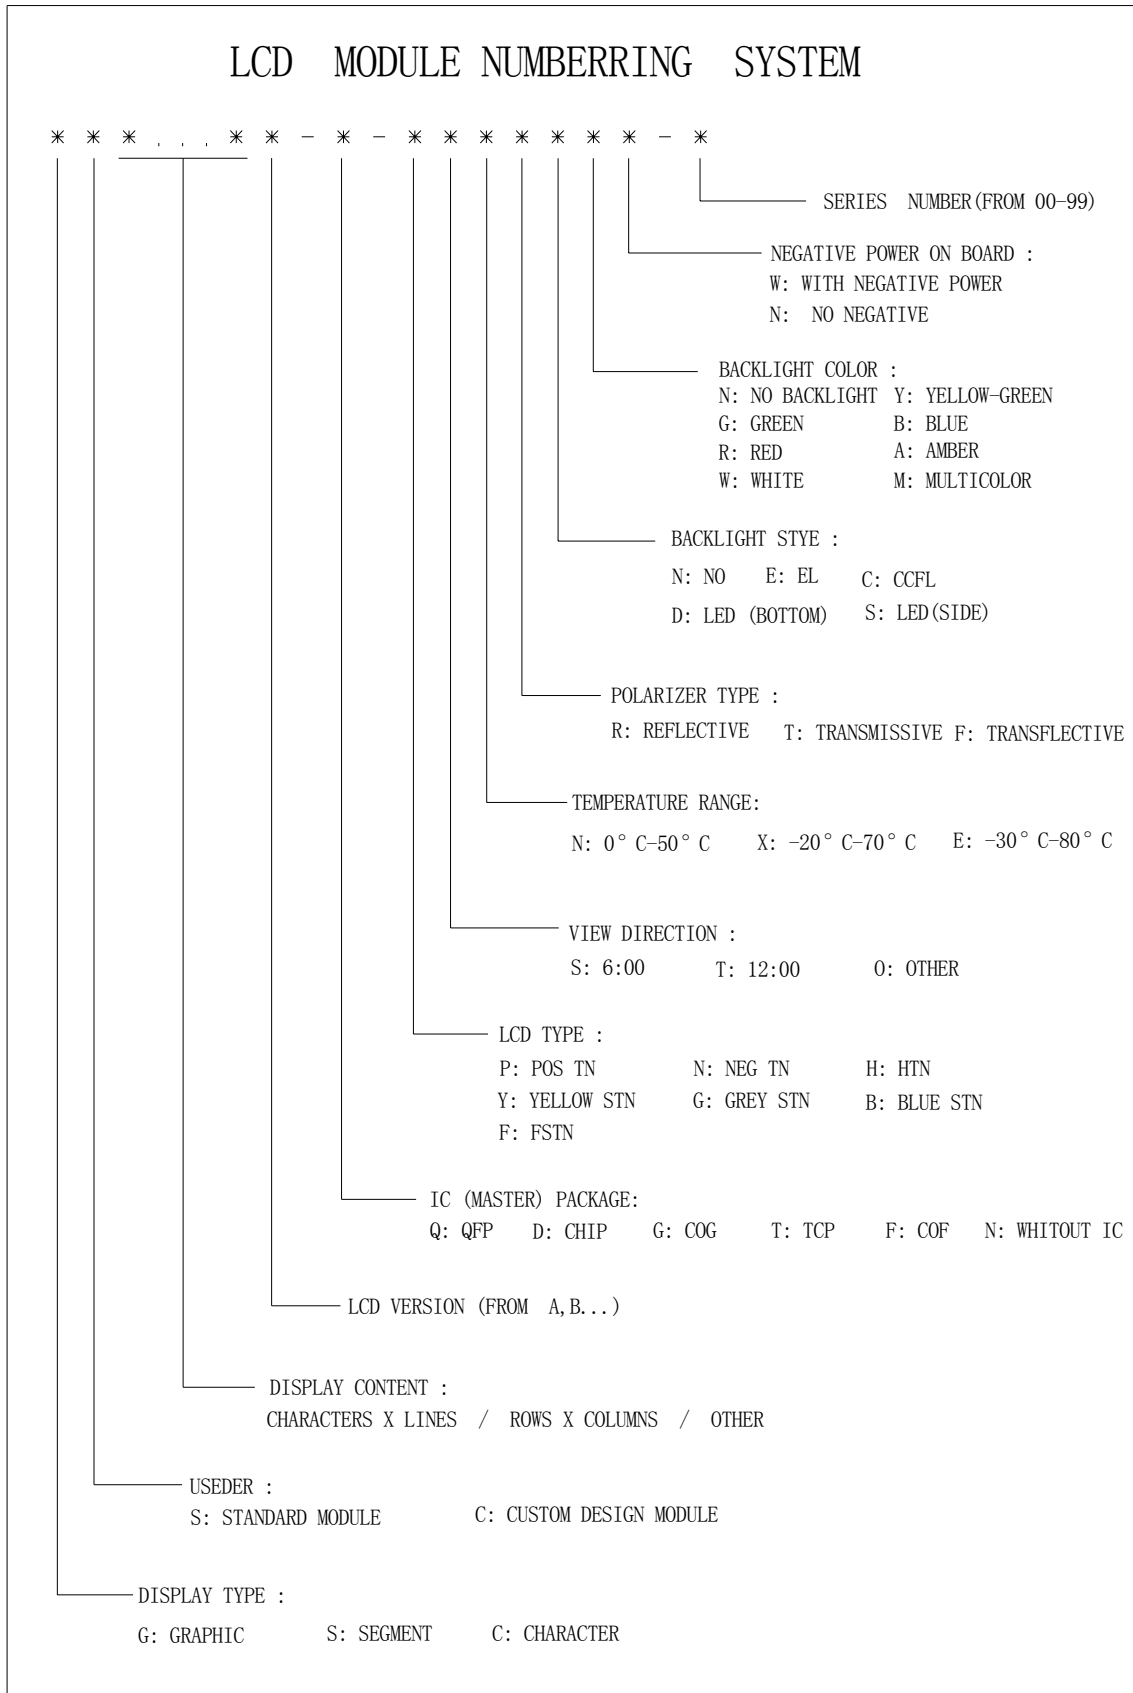 LCD MODULE NUMBERRING SYSTEM
* * * . . . * * - * - * * * * * * * - *
SERIES NUMBER(FROM 00-99)
NEGATIVE POWER ON BOARD :
W: WITH NEGATIVE POWER
N: NO NEGATIVE
BACKLIGHT COLOR :
N: NO BACKLIGHT Y: YELLOW-GREEN
G: GREEN B: BLUE
R: RED A: AMBER
W: WHITE M: MULTICOLOR
BACKLIGHT STYE :
N: NO E: EL C: CCFL
D: LED (BOTTOM) S: LED(SIDE)
POLARIZER TYPE :
R: REFLECTIVE T: TRANSMISSIVE F: TRANSFLECTIVE
TEMPERATURE RANGE:
N: 0° C-50° C X: -20° C-70° C E: -30° C-80° C
VIEW DIRECTION :
S: 6:00 T: 12:00 O: OTHER
LCD TYPE :
P: POS TN N: NEG TN H: HTN
Y: YELLOW STN G: GREY STN B: BLUE STN
F: FSTN
IC (MASTER) PACKAGE:
Q: QFP D: CHIP G: COG T: TCP F: COF N: WHITOUT IC
LCD VERSION (FROM A,B...)
DISPLAY CONTENT :
CHARACTERS X LINES / ROWS X COLUMNS / OTHER
USEDER :
S: STANDARD MODULE C: CUSTOM DESIGN MODULE
DISPLAY TYPE :
G: GRAPHIC S: SEGMENT C: CHARACTER